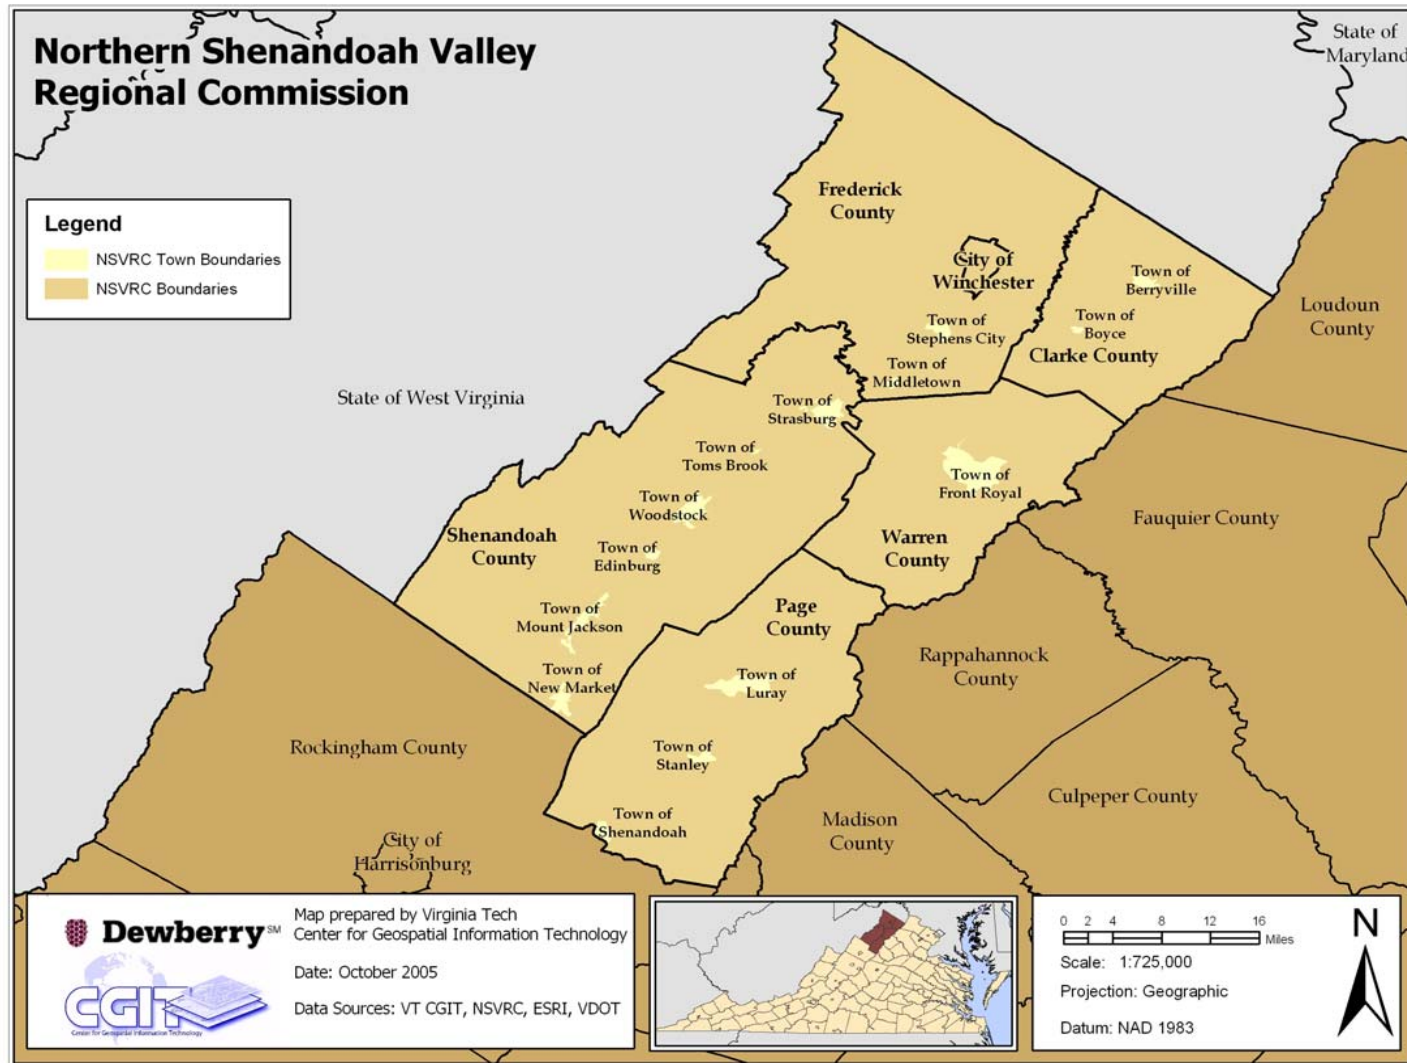 Northern Shenandoah Valley
Regional Commission
State of
Maryland
Legend
NSVRC Town Boundaries
NSVRC Boundaries
Frederick
County
City of
Winchester
Town of
Berryville
Town of
Boyce
Clarke County
Loudoun
County
Town of
Stephens City
Town of
Middletown
State of West Virginia
Town of
Strasburg
Town of
Toms Brook
Town of
Front Royal
Town of
Woodstock
Fauquier County
Shenandoah
County
Town of
Edinburg
Warren
County
Town of
Mount Jackson
Page
County
Rappahannock
County
Town of
New Market
Town of
Luray
Rockingham County
Town of
Stanley
Culpeper County
Town of
Shenandoah
Madison
County
City of
Harrisonburg
Dewberry SM
CGIT
Center for Geospatial Information Technology
Map prepared by Virginia Tech
Center for Geospatial Information Technology
Date: October 2005
Data Sources: VT CGIT, NSVRC, ESRI, VDOT
0 2 4 8 12 16
Miles
Scale: 1:725,000
Projection: Geographic
Datum: NAD 1983
N